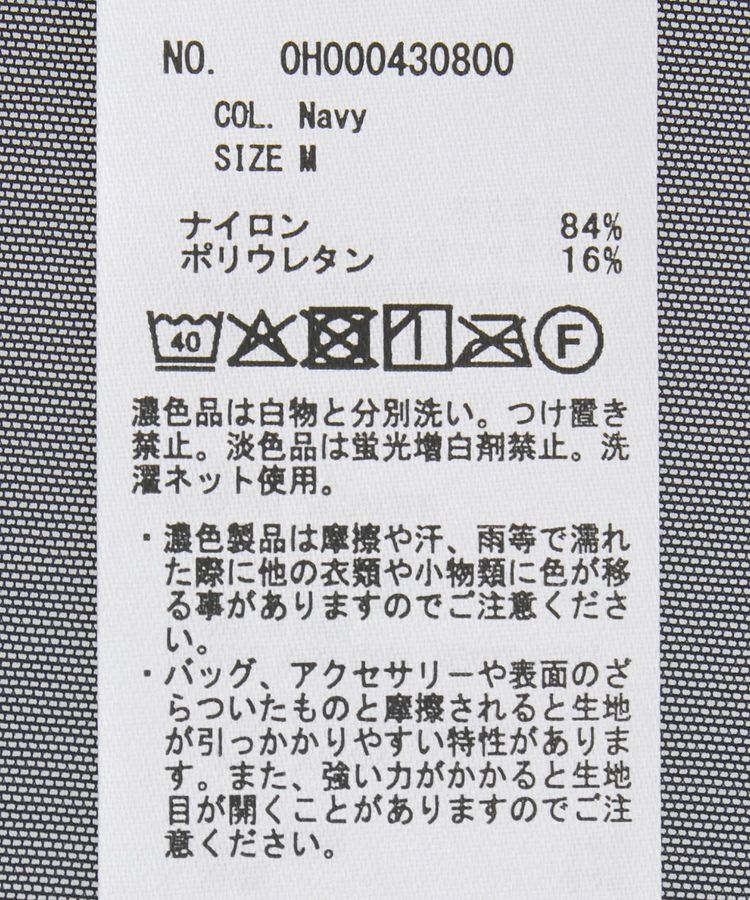 NO. 0H000430800
COL. Navy
SIZE M
ナイロン 84%
ポリウレタン 16%
40 F
濃色品は白物と分別洗い。つけ置き
禁止。淡色品は蛍光増白剤禁止。洗
濯ネット使用。
・濃色製品は摩擦や汗、雨等で濡れ
た際に他の衣類や小物類に色が移
る事がありますのでご注意くださ
い。
・バッグ、アクセサリーや表面のざ
らついたものと摩擦されると生地
が引っかかりやすい特性がありま
す。また、強い力がかかると生地
目が開くことがありますのでご注
意ください。